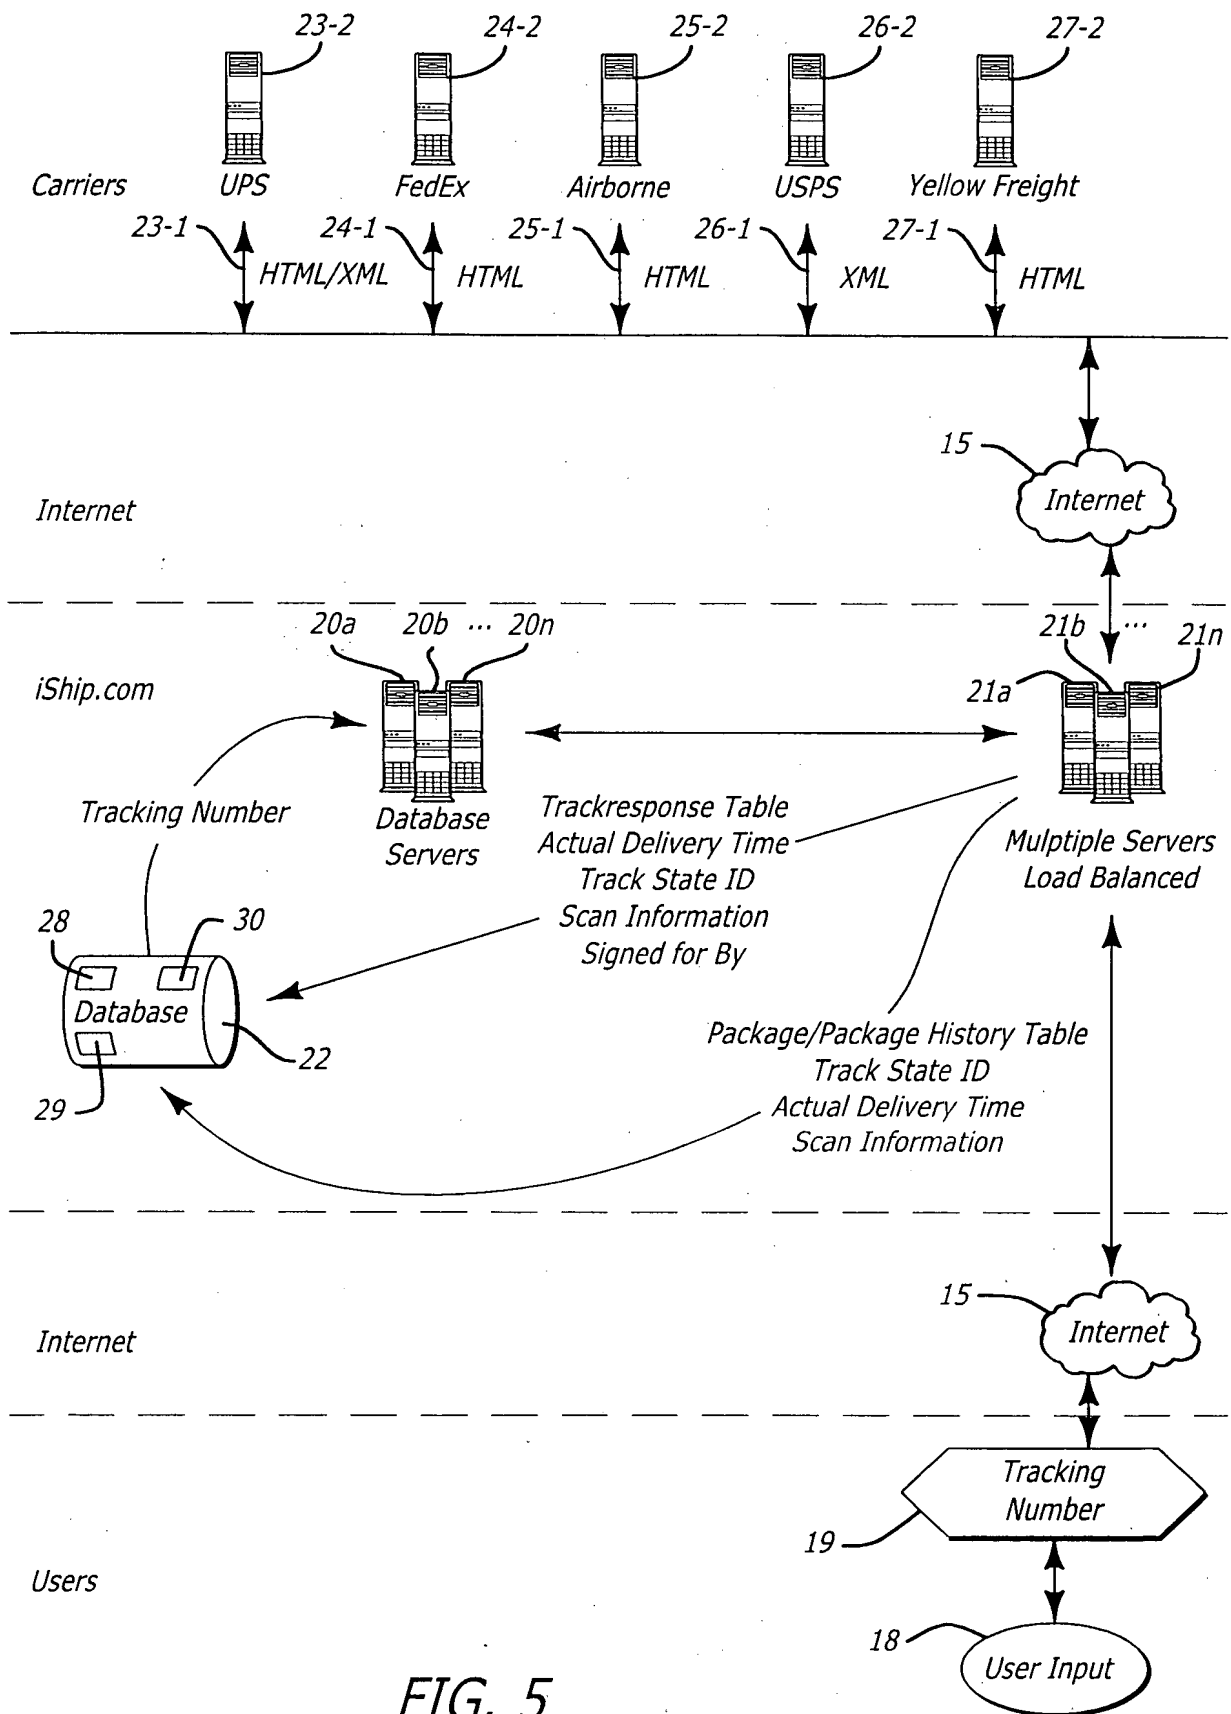 23-2
24-2
25-2
26-2
27-2
Carriers
UPS
FedEx
Airborne
USPS
Yellow Freight
23-1
24-1
25-1
26-1
27-1
HTML/XML
HTML
HTML
XML
HTML
15
Internet
Internet
20a
20b
...
20n
21b
...
21n
iShip.com
21a
Tracking Number
Database
Servers
Trackresponse Table
Actual Delivery Time
Track State ID
Scan Information
Signed for By
Mulptiple Servers
Load Balanced
28
30
Database
22
29
Package/Package History Table
Track State ID
Actual Delivery Time
Scan Information
15
Internet
Internet
Tracking
Number
19
Users
18
User Input
FIG. 5